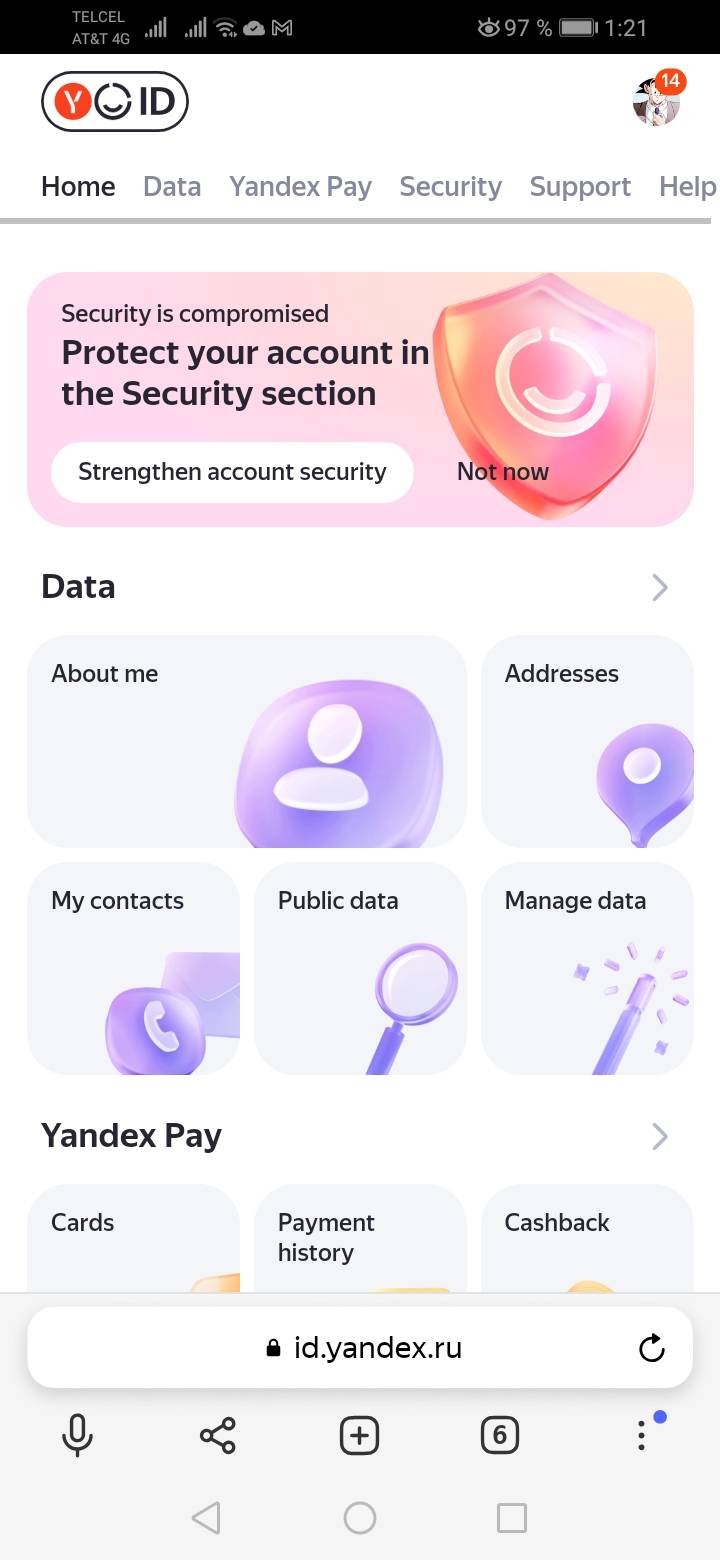 TELCEL
AT&T 4G
97 %
1:21
Y ID
14
Home Data Yandex Pay Security Support Help
Security is compromised
Protect your account in
the Security section
Strengthen account security
Not now
Data
About me
Addresses
My contacts
Public data
Manage data
Yandex Pay
Cards
Payment
history
Cashback
id.yandex.ru
6